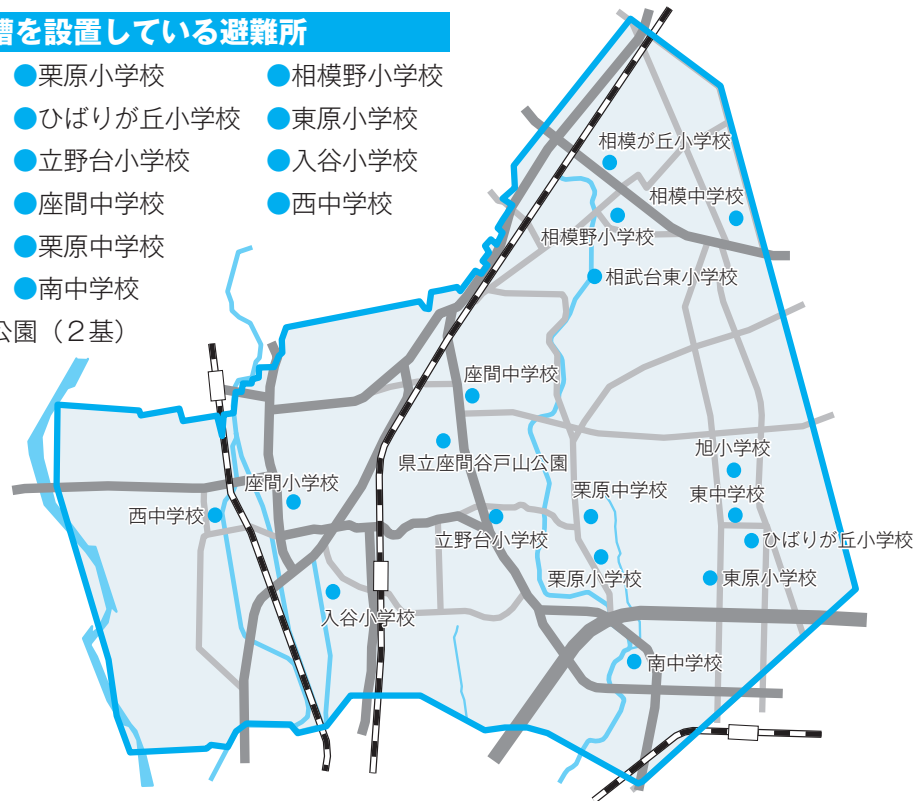 槽を設置している避難所
●栗原小学校
●ひばりが丘小学校
●立野台小学校
●座間中学校
●栗原中学校
●南中学校
公園（２基）
●相模野小学校
●東原小学校
●入谷小学校
●西中学校
相模が丘小学校
相模中学校
相模野小学校
相武台東小学校
座間中学校
県立座間谷戸山公園
旭小学校
座間小学校
栗原中学校
東中学校
西中学校
立野台小学校
ひばりが丘小学校
栗原小学校
東原小学校
入谷小学校
南中学校